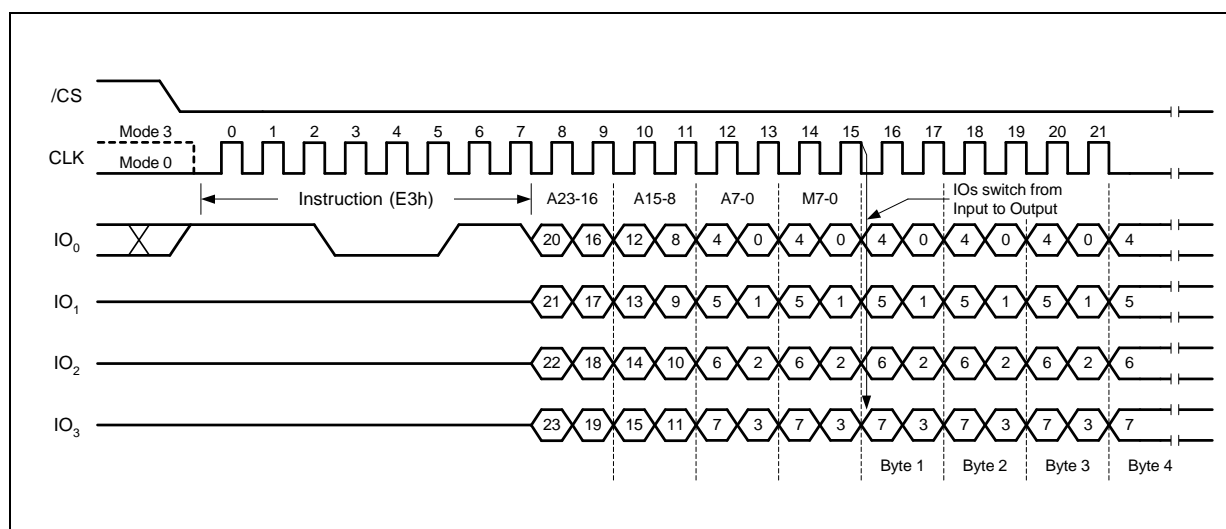 /CS
Mode 3 0 1 2 3 4 5 6 7 8 9 10 11 12 13 14 15 16 17 18 19 20 21
CLK
Mode 0
Instruction (E3h) A23-16 A15-8 A7-0 M7-0 IOs switch from
Input to Output
IO0 20 16 12 8 4 0 4 0 4 0 4 0 4 0 4
IO1 21 17 13 9 5 1 5 1 5 1 5 1 5 1 5
IO2 22 18 14 10 6 2 6 2 6 2 6 2 6 2 6
IO3 23 19 15 11 7 3 7 3 7 3 7 3 7 3 7
Byte 1 Byte 2 Byte 3 Byte 4